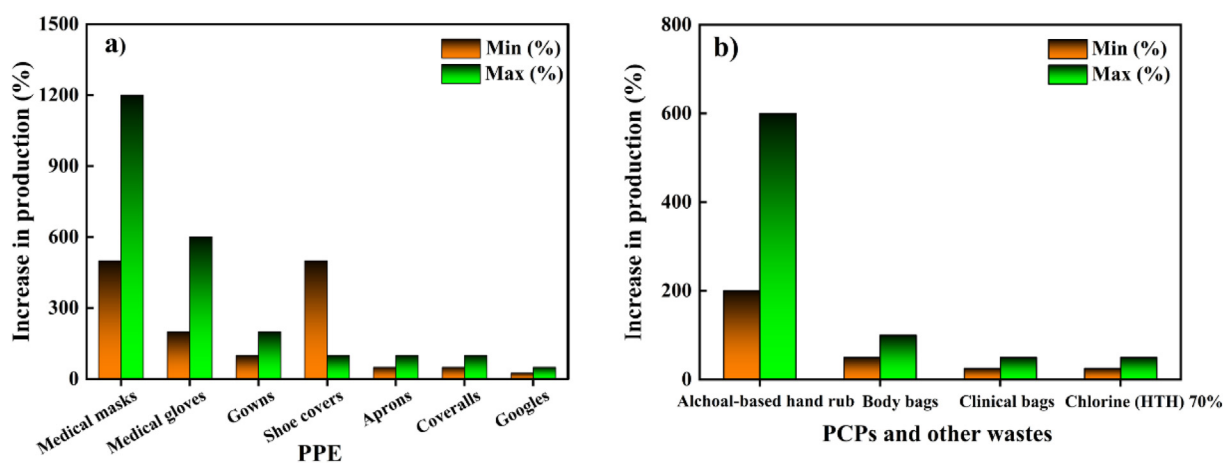 a)
Min (%)
Max (%)
Increase in production (%)
1500
1200
900
600
300
0
Medical masks
Medical gloves
Gowns
Shoe covers
Aprons
Coveralls
Googles
PPE
b)
Min (%)
Max (%)
Increase in production (%)
800
600
400
200
0
Alchoal-based hand rub
Body bags
Clinical bags
Chlorine (HTH) 70%
PCPs and other wastes